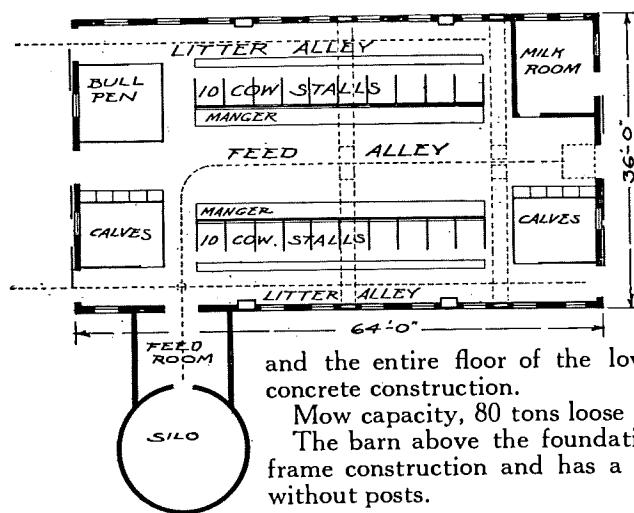 LITTER ALLEY
BULL PEN
10 COW STALLS
MANGER
MILK ROOM
FEED ALLEY
36'-0"
MANGER
10 COW. STALLS
CALVES
CALVES
LITTER ALLEY
64'-0"
FEED ROOM
SILO
and the entire floor of the
concrete construction.
Mow capacity, 80 tons loose
The barn above the
frame construction and has a
without posts.